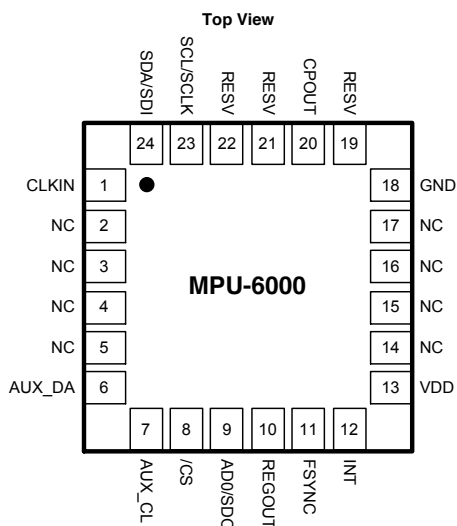 Top View
SDA/SDI
SCL/SCLK
RESV
RESV
CPOUT
RESV
24
23
22
21
20
19
CLKIN 1
18 GND
NC 2
17 NC
NC 3
16 NC
MPU-6000
NC 4
15 NC
NC 5
14 NC
AUX_DA 6
13 VDD
7
8
9
10
11
12
AUX_CL
/CS
AD0/SDO
REGOUT
FSYNC
INT